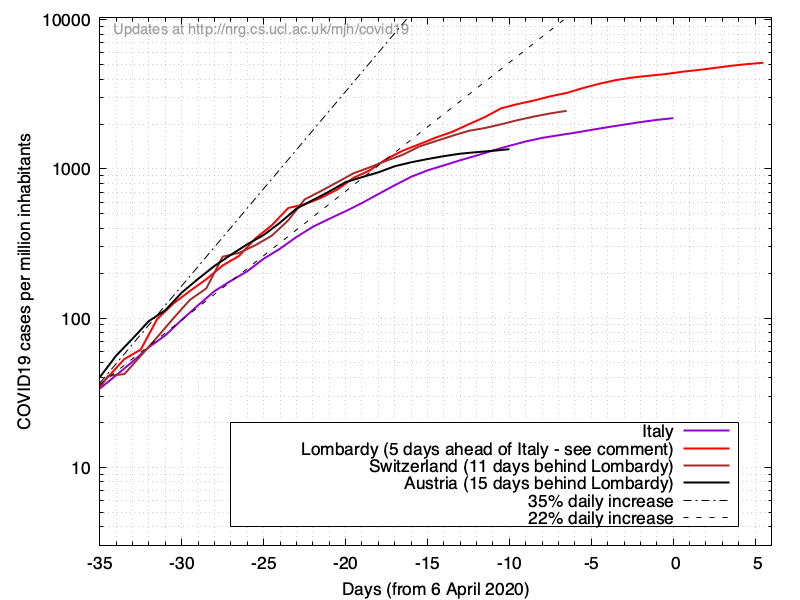 Updates at http://nrg.cs.ucl.ac.uk/mjh/covid19
10000
1000
100
10
COVID19 cases per million inhabitants
Italy
Lombardy (5 days ahead of Italy - see comment)
Switzerland (11 days behind Lombardy)
Austria (15 days behind Lombardy)
35% daily increase
22% daily increase
-35 -30 -25 -20 -15 -10 -5 0 5
Days (from 6 April 2020)